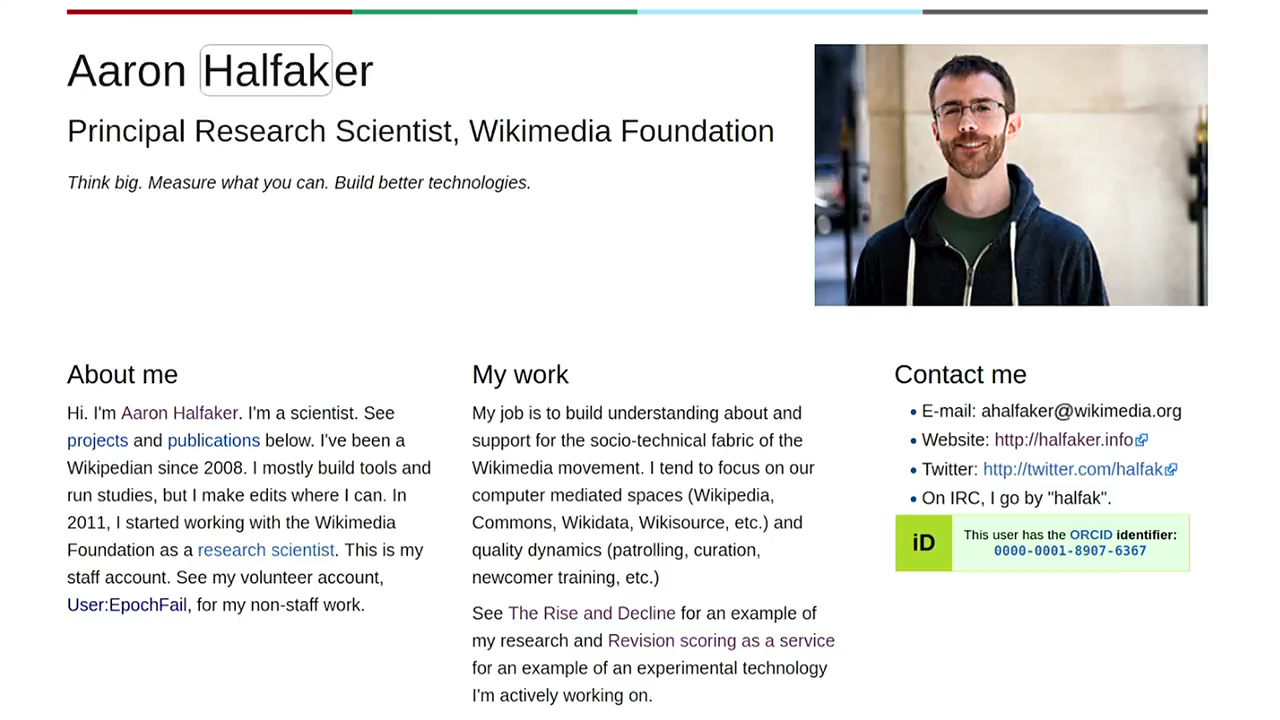 Aaron Halfaker
Principal Research Scientist, Wikimedia Foundation
Think big. Measure what you can. Build better technologies.
About me
Hi. I'm Aaron Halfaker. I'm a scientist. See
projects and publications below. I've been a
Wikipedian since 2008. I mostly build tools and
run studies, but I make edits where I can. In
2011, I started working with the Wikimedia
Foundation as a research scientist. This is my
staff account. See my volunteer account,
User:EpochFail, for my non-staff work.
My work
My job is to build understanding about and
support for the socio-technical fabric of the
Wikimedia movement. I tend to focus on our
computer mediated spaces (Wikipedia,
Commons, Wikidata, Wikisource, etc.) and
quality dynamics (patrolling, curation,
newcomer training, etc.)
See The Rise and Decline for an example of
my research and Revision scoring as a service
for an example of an experimental technology
I'm actively working on.
Contact me
E-mail: ahalfaker@wikimedia.org
Website: http://halfaker.info
Twitter: http://twitter.com/halfak
On IRC, I go by "halfak".
iD
This user has the ORCID identifier:
0000-0001-8907-6367